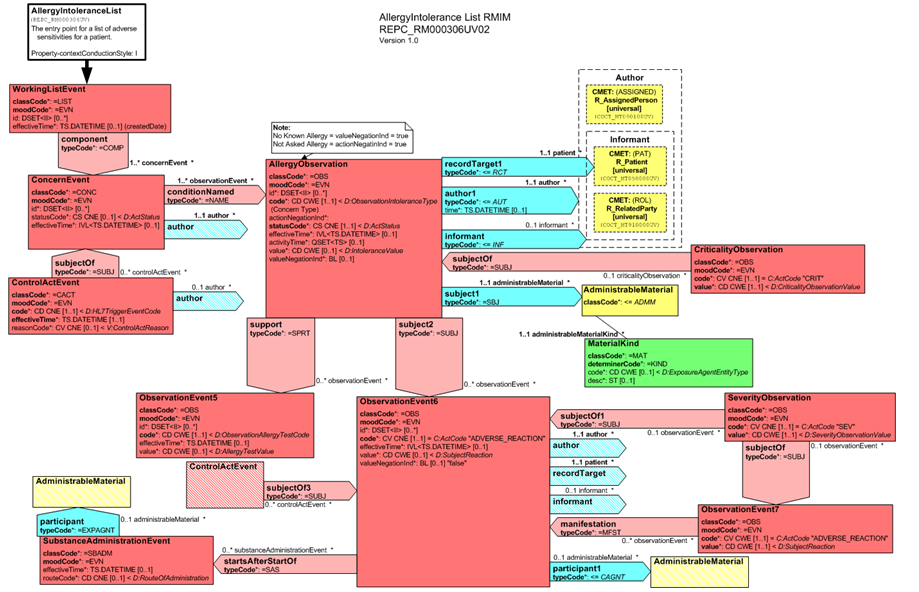 AllergyIntoleranceList
(REPC_RM000306UV)
The entry point for a list of adverse
sensitivities for a patient.
Property-contextConductionStyle: I
AllergyIntolerance List RMIM
REPC_RM000306UV02
Version 1.0
WorkingListEvent
classCode*: =LIST
moodCode*: =EVN
id: DSET<II> [0..*]
effectiveTime*: TS.DATETIME [0..1] (createdDate)
component
typeCode*: =COMP
1..* concernEvent *
ConcernEvent
classCode*: =CONC
moodCode*: =EVN
id*: DSET<II> [0..*]
statusCode*: CS CNE [0..1] < D:ActStatus
effectiveTime*: IVL<TS.DATETIME> [0..1]
1..* observationEvent *
conditionNamed
typeCode*: =NAME
1..1 author *
author
subjectOf
typeCode*: =SUBJ
0..* controlActEvent *
ControlActEvent
classCode*: =CACT
moodCode*: =EVN
code*: CD CNE [1..1] < D:HL7TriggerEventCode
effectiveTime*: TS.DATETIME [1..1]
reasonCode*: CV CNE [0..1] < V:ControlActReason
0..1 author *
author
Note:
No Known Allergy = valueNegationInd = true
Not Asked Allergy = actionNegationInd = true
AllergyObservation
classCode*: =OBS
moodCode*: =EVN
id*: DSET<II> [0..*]
code*: CD CWE [1..1] < D:ObservationIntoleranceType
(Concern Type)
actionNegationInd*:
statusCode*: CS CNE [1..1] < D:ActStatus
effectiveTime*: IVL<TS.DATETIME> [0..1]
activityTime*: QSET<TS> [0..1]
value*: CD CWE [0..1] < D:IntoleranceValue
valueNegationInd*: BL [0..1]
1..1 patient *
recordTarget1
typeCode*: <= RCT
1..1 author *
author1
typeCode*: <= AUT
time*: TS.DATETIME [0..1]
0..1 informant *
informant
typeCode*: <= INF
Author
CMET: (ASSIGNED)
R_AssignedPerson
[universal]
(COCT_MT090100UV)
Informant
CMET: (PAT)
R_Patient
[universal]
(COCT_MT050000UV)
CMET: (ROL)
R_RelatedParty
[universal]
(COCT_MT910000UV)
subjectOf
typeCode*: =SUBJ
0..1 criticalityObservation *
CriticalityObservation
classCode*: =OBS
moodCode*: =EVN
code*: CV CNE [1..1] = C:ActCode "CRIT"
value*: CD CWE [1..1] < D:CriticalityObservationValue
1..1 administrableMaterial *
subject1
typeCode*: =SBJ
AdministrableMaterial
classCode*: <= ADMM
1..1 administrableMaterialKind *
MaterialKind
classCode*: =MAT
determinerCode*: =KIND
code*: CD CWE [0..1] < D:ExposureAgentEntityType
desc*: ST [0..1]
support
typeCode*: =SPRT
0..* observationEvent *
subject2
typeCode*: =SUBJ
0..* observationEvent *
ObservationEvent5
classCode*: =OBS
moodCode*: =EVN
id*: DSET<II> [0..*]
code*: CD CWE [1..1] < D:ObservationAllergyTestCode
effectiveTime*: TS.DATETIME [0..1]
value*: CD CWE [0..1] < D:AllergyTestValue
ObservationEvent6
classCode*: =OBS
moodCode*: =EVN
id*: DSET<II> [0..*]
code*: CV CNE [1..1] = C:ActCode "ADVERSE_REACTION"
effectiveTime*: IVL<TS.DATETIME> [0..1]
value*: CD CWE [0..1] < D:SubjectReaction
valueNegationInd*: BL [0..1] "false"
subjectOf1
typeCode*: =SUBJ
0..1 observationEvent *
SeverityObservation
classCode*: =OBS
moodCode*: =EVN
code*: CV CNE [1..1] = C:ActCode "SEV"
value*: CD CWE [1..1] < D:SeverityObservationValue
1..1 author *
author
1..1 patient *
recordTarget
0..1 informant *
informant
subjectOf
typeCode*: =SUBJ
0..1 observationEvent *
ControlActEvent
subjectOf3
typeCode*: =SUBJ
0..* controlActEvent *
AdministrableMaterial
participant
typeCode*: =EXPAGNT
0..1 administrableMaterial *
SubstanceAdministrationEvent
classCode*: =SBADM
moodCode*: =EVN
effectiveTime*: TS.DATETIME [0..1]
routeCode*: CD CNE [0..1] < D:RouteOfAdministration
0..* substanceAdministrationEvent *
startsAfterStartOf
typeCode*: =SAS
manifestation
typeCode*: =MFST
0..* observationEvent *
ObservationEvent7
classCode*: =OBS
moodCode*: =EVN
code*: CV CWE [1..1] = C:ActCode "ADVERSE_REACTION"
value*: CD CWE [1..1] < D:SubjectReaction
0..1 administrableMaterial *
participant1
typeCode*: <= CAGNT
AdministrableMaterial